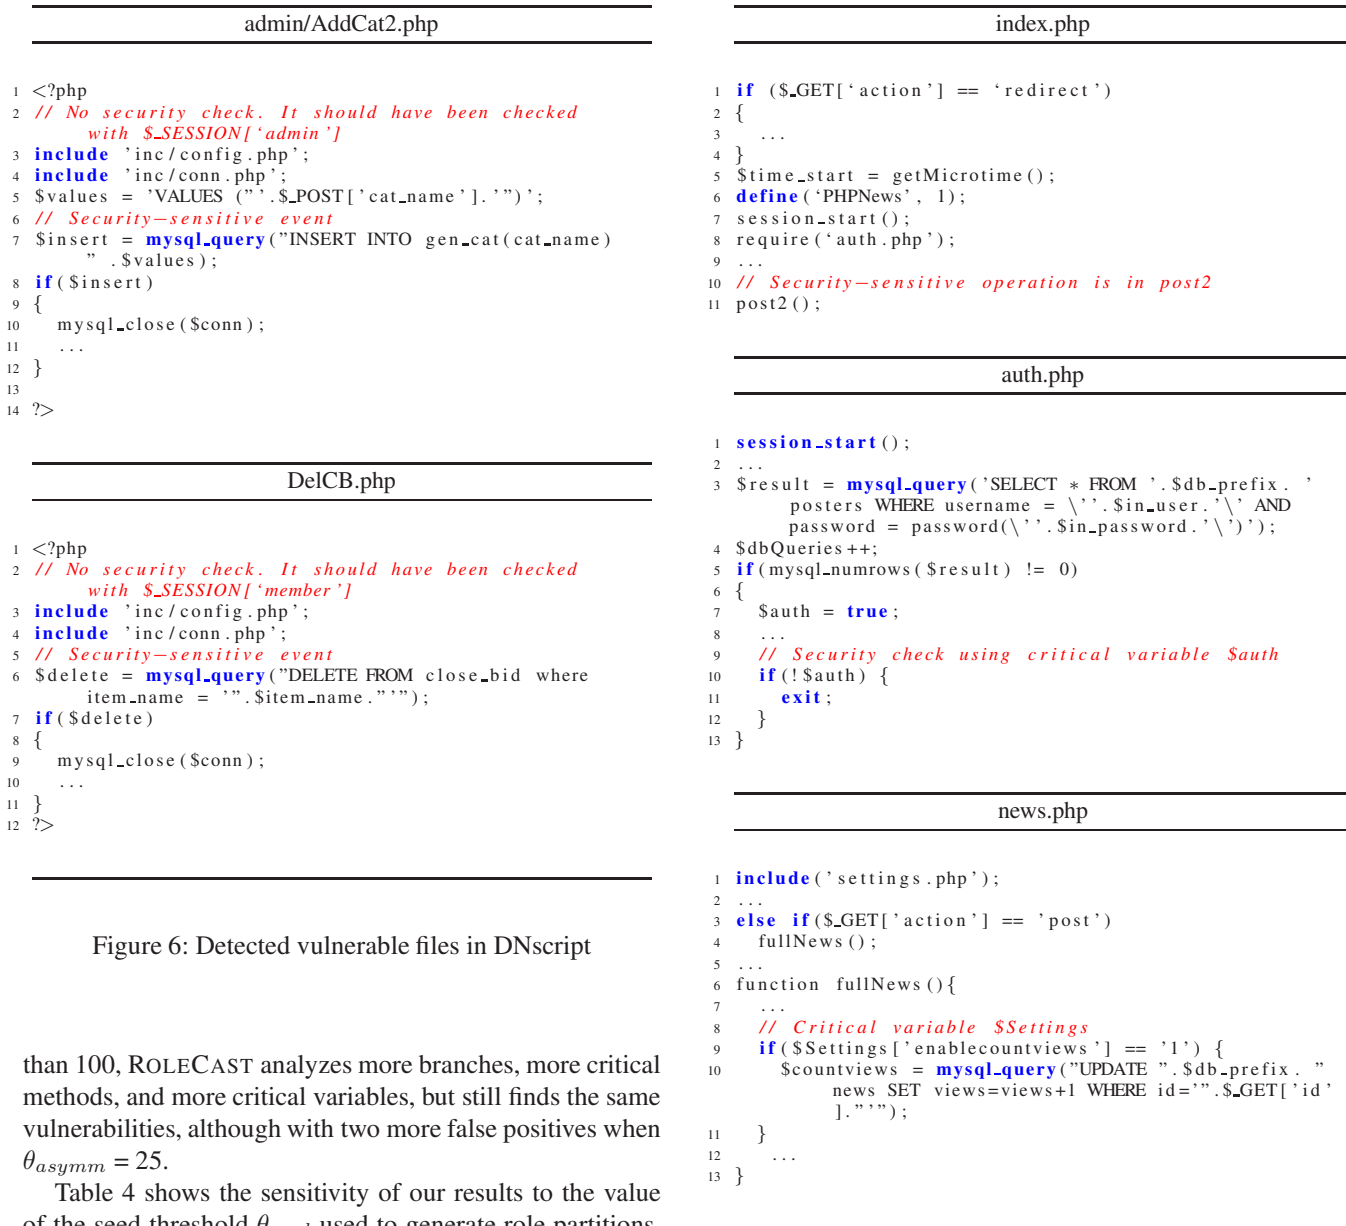 admin/AddCat2.php
1 <?php
2 // No security check. It should have been checked
with $_SESSION['admin']
3 include 'inc/config.php';
4 include 'inc/conn.php';
5 $values = 'VALUES ("'.$_POST['cat_name'].'")';
6 // Security-sensitive event
7 $insert = mysql_query("INSERT INTO gen_cat(cat_name)
" .$values);
8 if($insert)
9 {
10 mysql_close($conn);
11 ...
12 }
13
14 ?>
DelCB.php
1 <?php
2 // No security check. It should have been checked
with $_SESSION['member']
3 include 'inc/config.php';
4 include 'inc/conn.php';
5 // Security-sensitive event
6 $delete = mysql_query("DELETE FROM close_bid where
item_name = '".$item_name."'");
7 if($delete)
8 {
9 mysql_close($conn);
10 ...
11 }
12 ?>
Figure 6: Detected vulnerable files in DNscript
than 100, ROLECAST analyzes more branches, more critical
methods, and more critical variables, but still finds the same
vulnerabilities, although with two more false positives when
θasymm = 25.
Table 4 shows the sensitivity of our results to the value
of the seed threshold θ used to generate role partitions.
index.php
1 if ($_GET['action'] == 'redirect')
2 {
3 ...
4 }
5 $time_start = getMicrotime();
6 define('PHPNews', 1);
7 session_start();
8 require('auth.php');
9 ...
10 // Security-sensitive operation is in post2
11 post2();
auth.php
1 session_start();
2 ...
3 $result = mysql_query('SELECT * FROM '.$db_prefix. '
posters WHERE username = \''.$in_user.'\' AND
password = password(\''.$in_password.'\')');
4 $dbQueries++;
5 if(mysql_numrows($result) != 0)
6 {
7 $auth = true;
8 ...
9 // Security check using critical variable $auth
10 if(!$auth) {
11 exit;
12 }
13 }
news.php
1 include('settings.php');
2 ...
3 else if($_GET['action'] == 'post')
4 fullNews();
5 ...
6 function fullNews(){
7 ...
8 // Critical variable $Settings
9 if($Settings['enablecountviews'] == '1') {
10 $countviews = mysql_query("UPDATE ".$db_prefix. "
news SET views=views+1 WHERE id='".$_GET['id'
]."'");
11 }
12 ...
13 }